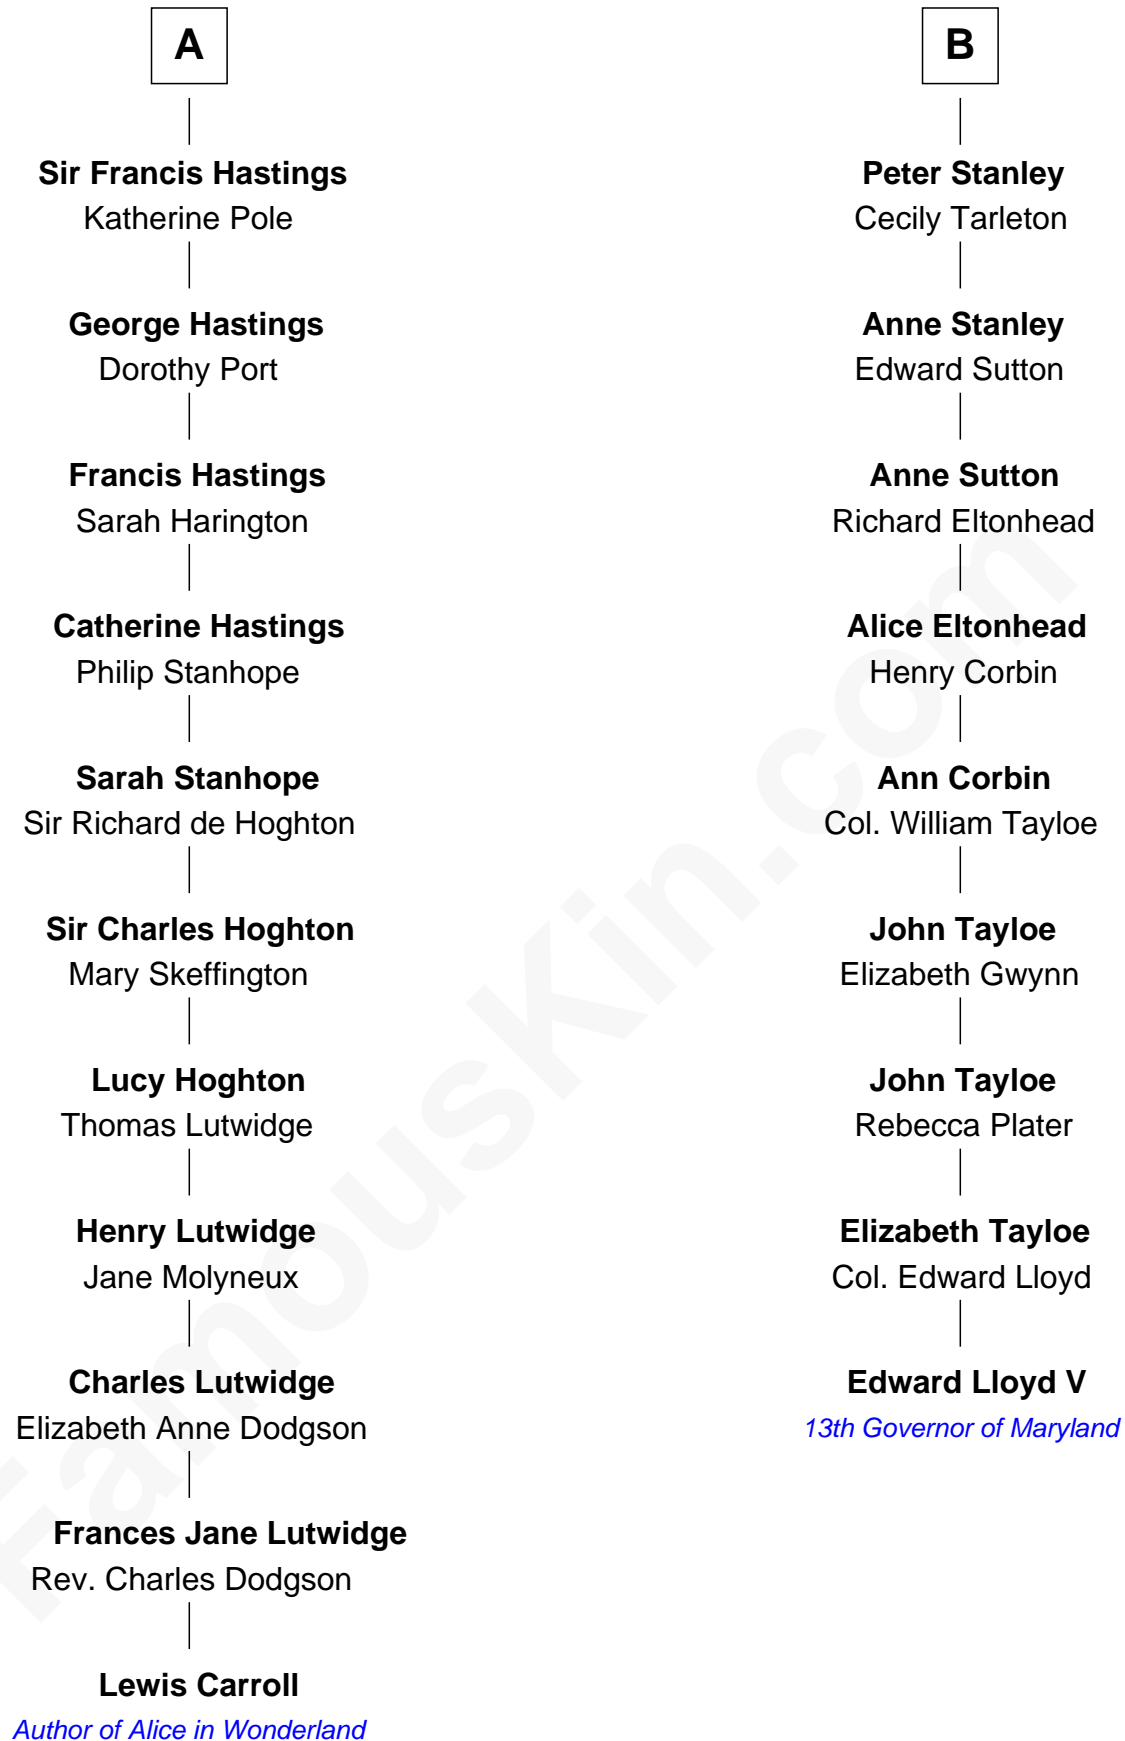 A
Sir Francis Hastings
Katherine Pole
George Hastings
Dorothy Port
Francis Hastings
Sarah Harington
Catherine Hastings
Philip Stanhope
Sarah Stanhope
Sir Richard de Hoghton
Sir Charles Hoghton
Mary Skeffington
Lucy Hoghton
Thomas Lutwidge
Henry Lutwidge
Jane Molyneux
Charles Lutwidge
Elizabeth Anne Dodgson
Frances Jane Lutwidge
Rev. Charles Dodgson
Lewis Carroll
Author of Alice in Wonderland
B
Peter Stanley
Cecily Tarleton
Anne Stanley
Edward Sutton
Anne Sutton
Richard Eltonhead
Alice Eltonhead
Henry Corbin
Ann Corbin
Col. William Tayloe
John Tayloe
Elizabeth Gwynn
John Tayloe
Rebecca Plater
Elizabeth Tayloe
Col. Edward Lloyd
Edward Lloyd V
13th Governor of Maryland
FamousKin.com